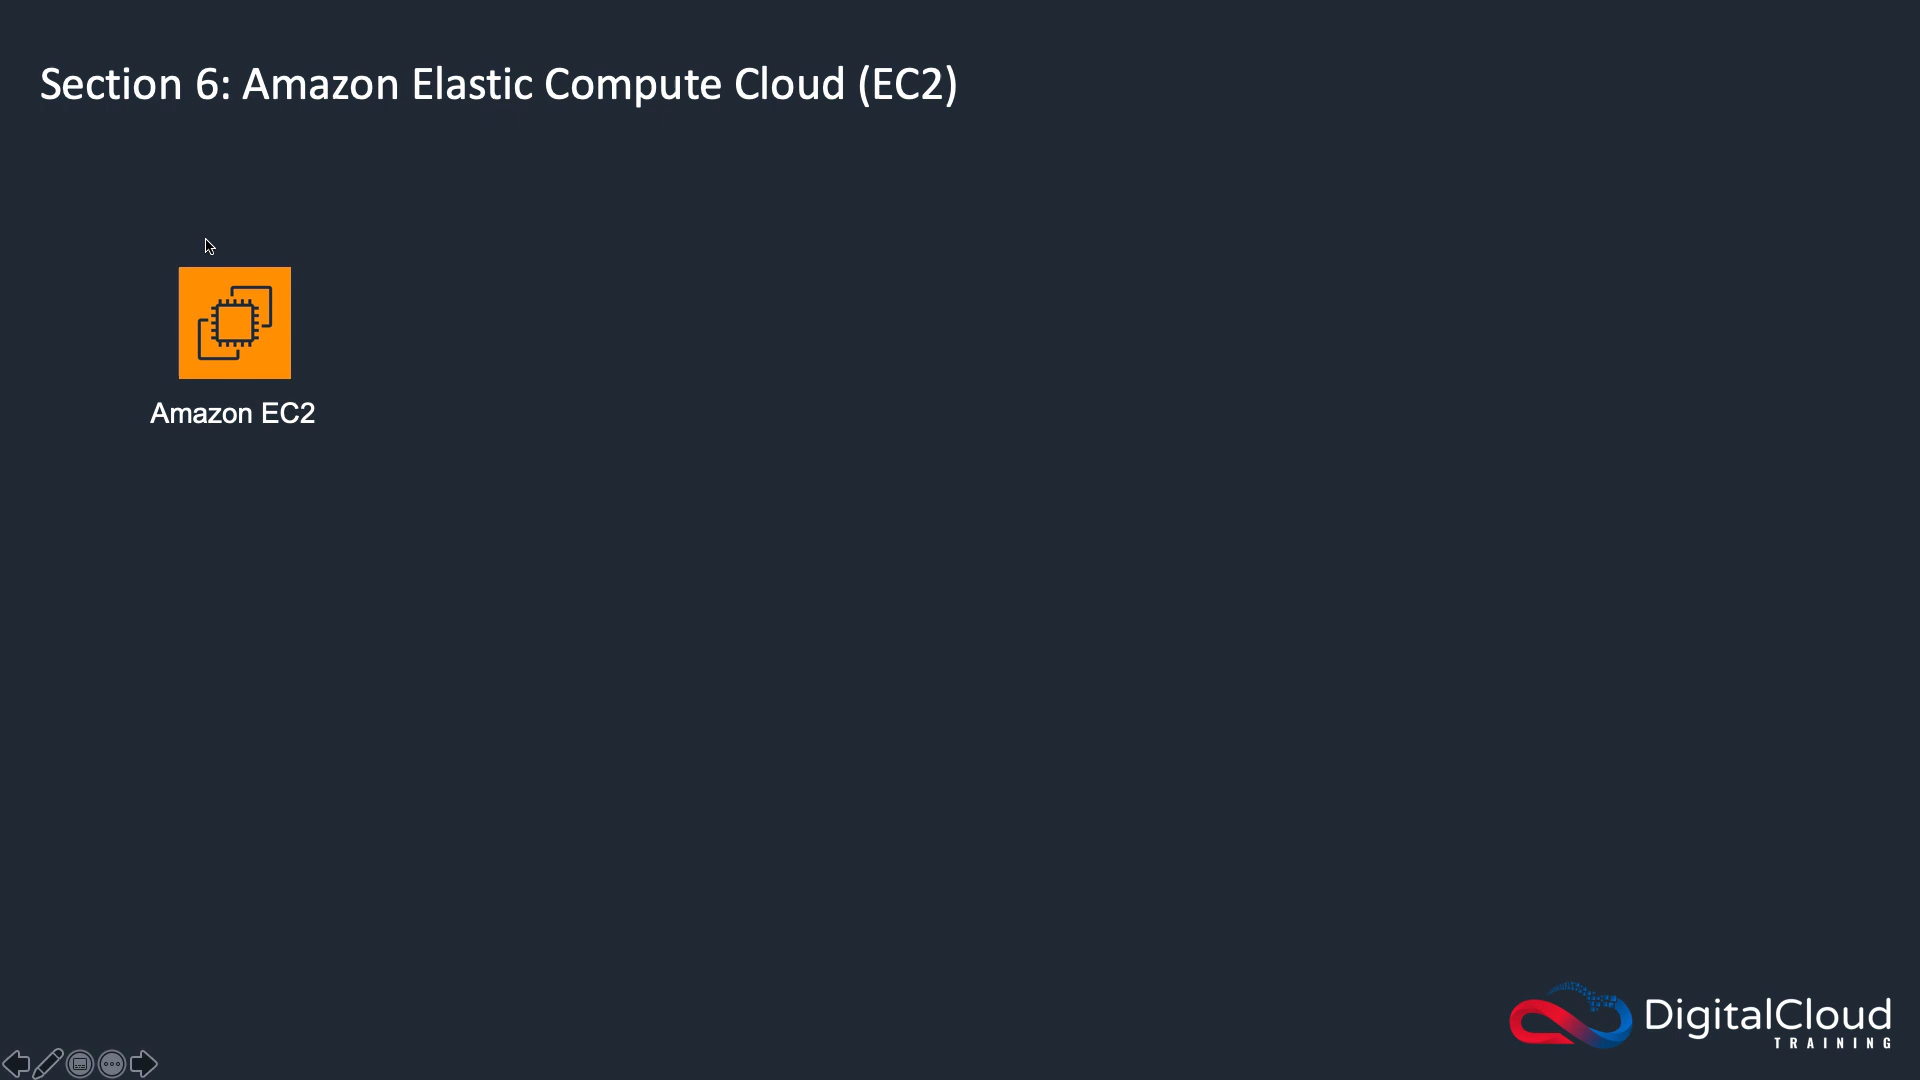 Section 6: Amazon Elastic Compute Cloud (EC2)
Amazon EC2
DigitalCloud
TRAINING